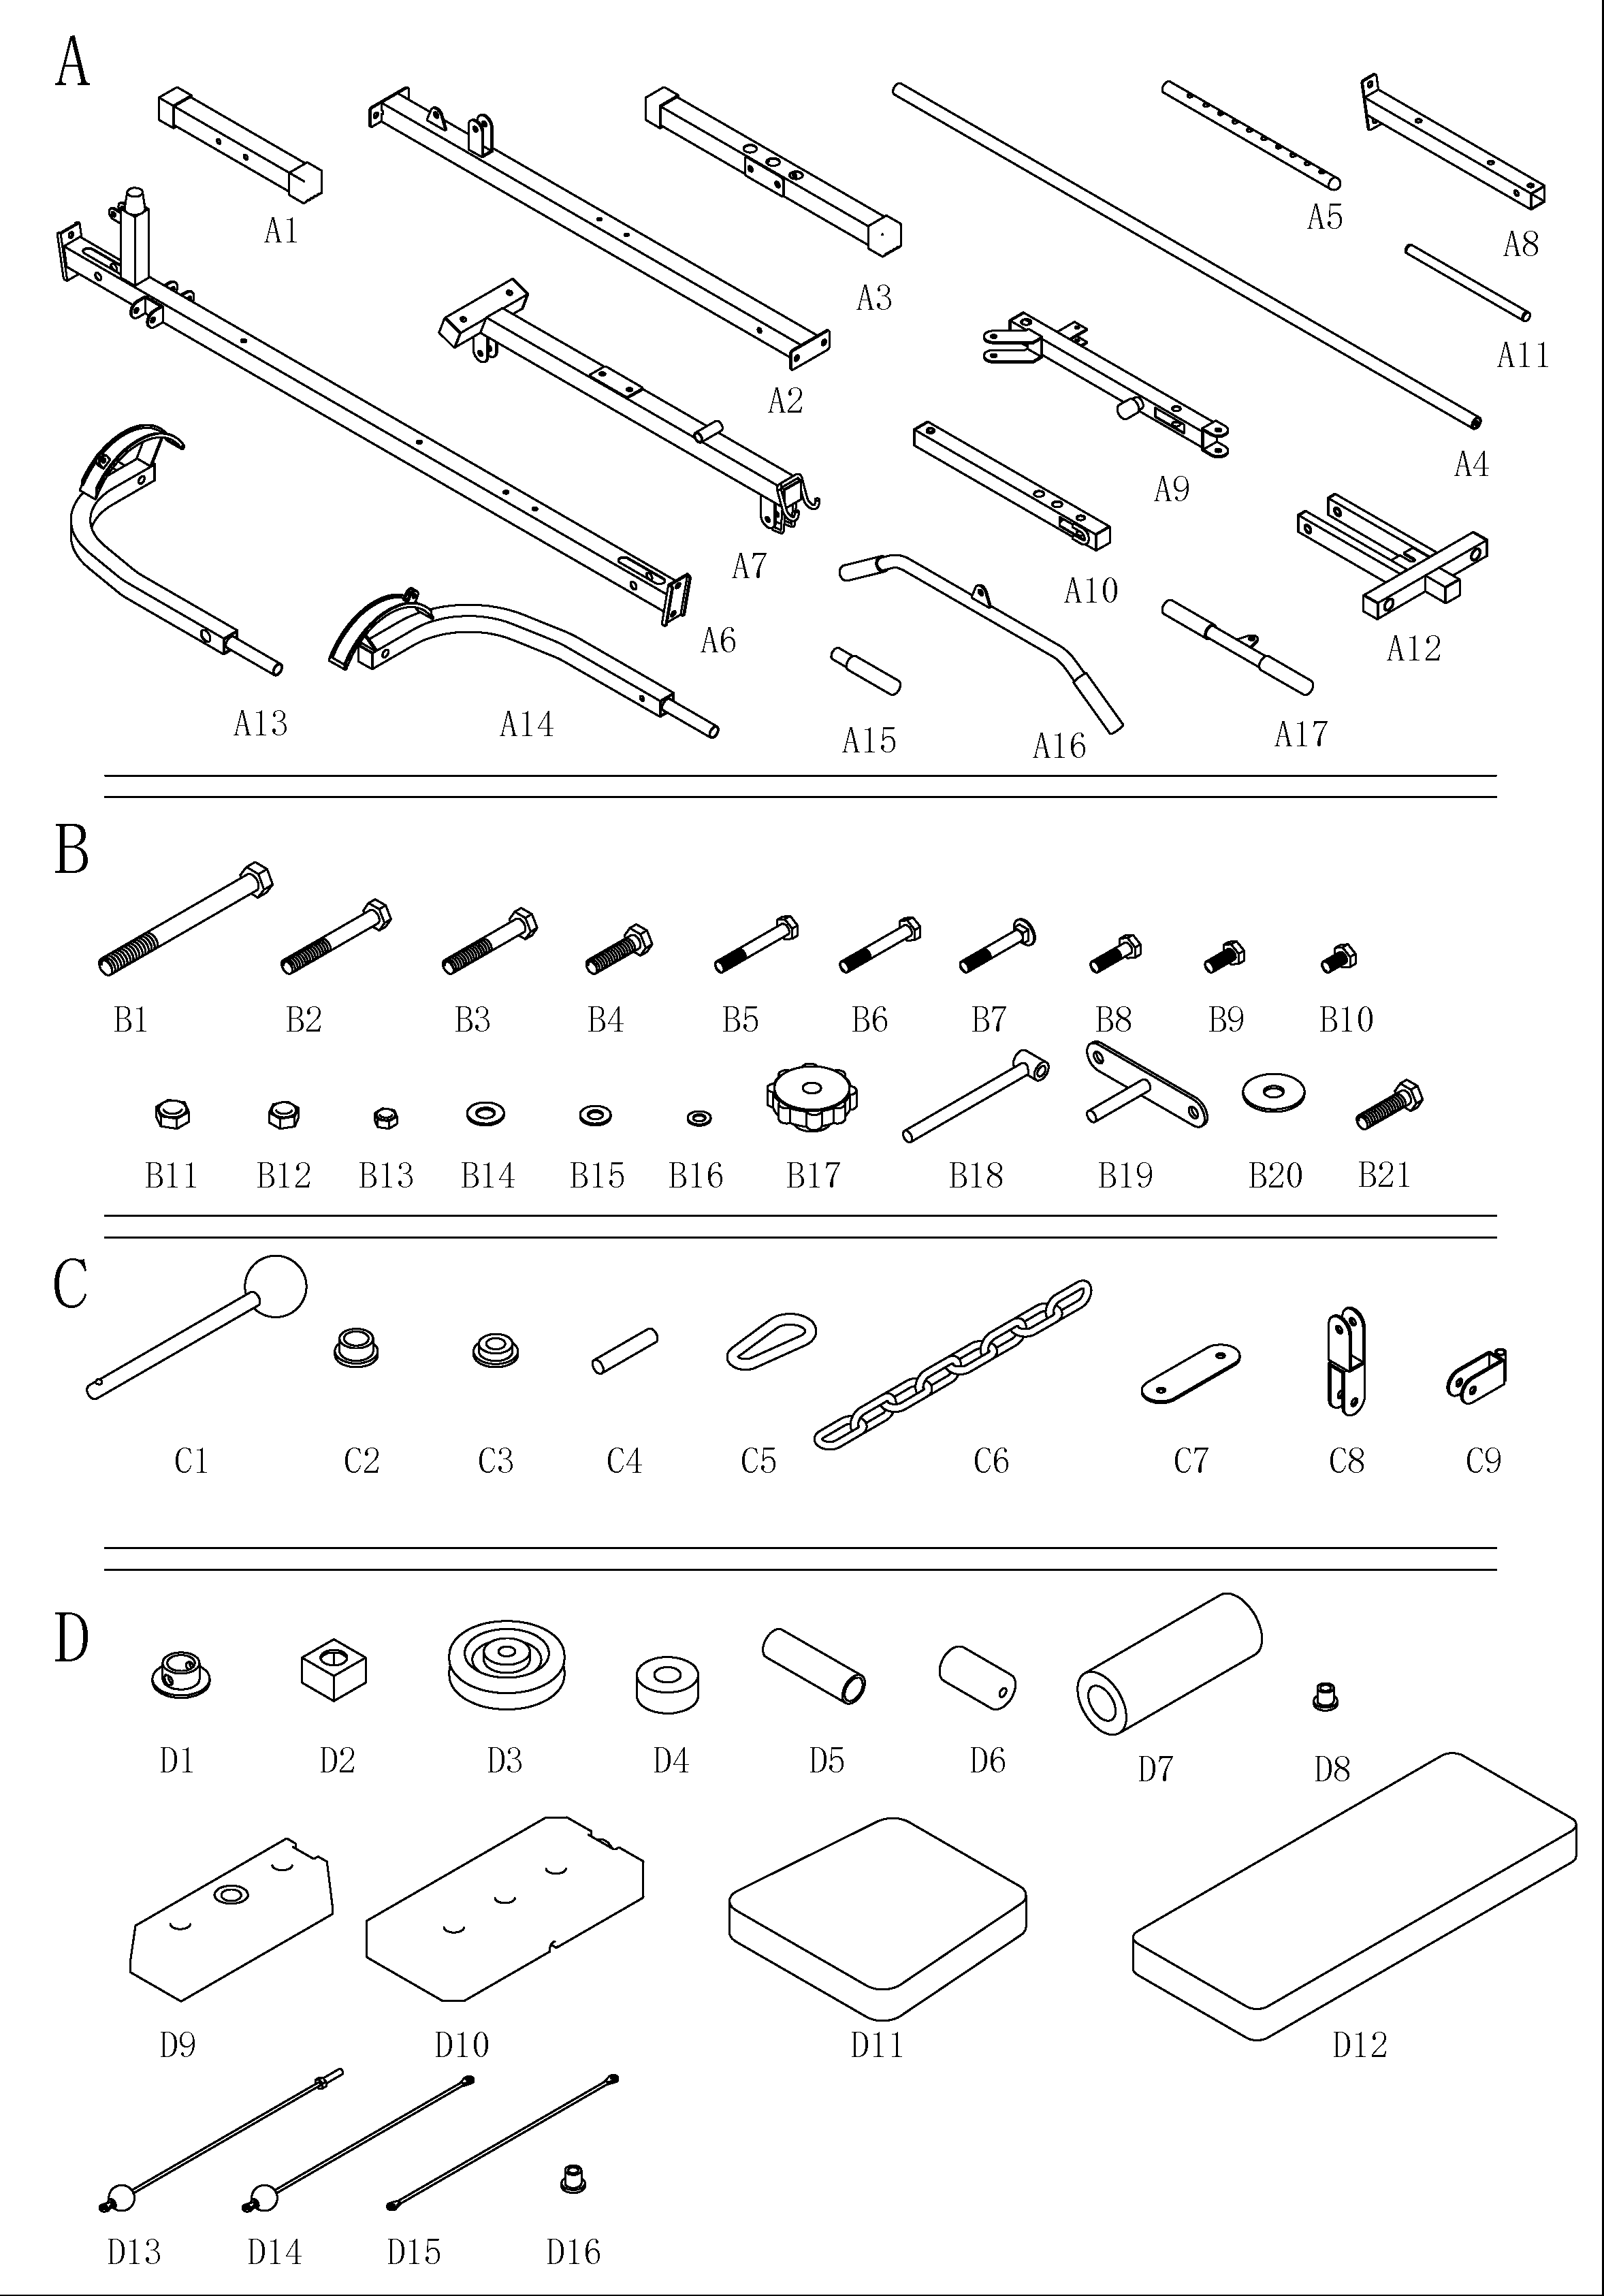 A
A1
A2
A3
A4
A5
A8
A11
A6
A7
A9
A10
A12
A13
A14
A15
A16
A17
B
B1 B2 B3 B4 B5 B6 B7 B8 B9 B10
B11 B12 B13 B14 B15 B16 B17 B18 B19 B20 B21
C
C1 C2 C3 C4 C5 C6 C7 C8 C9
D
D1 D2 D3 D4 D5 D6 D7 D8
D9 D10 D11 D12
D13 D14 D15 D16